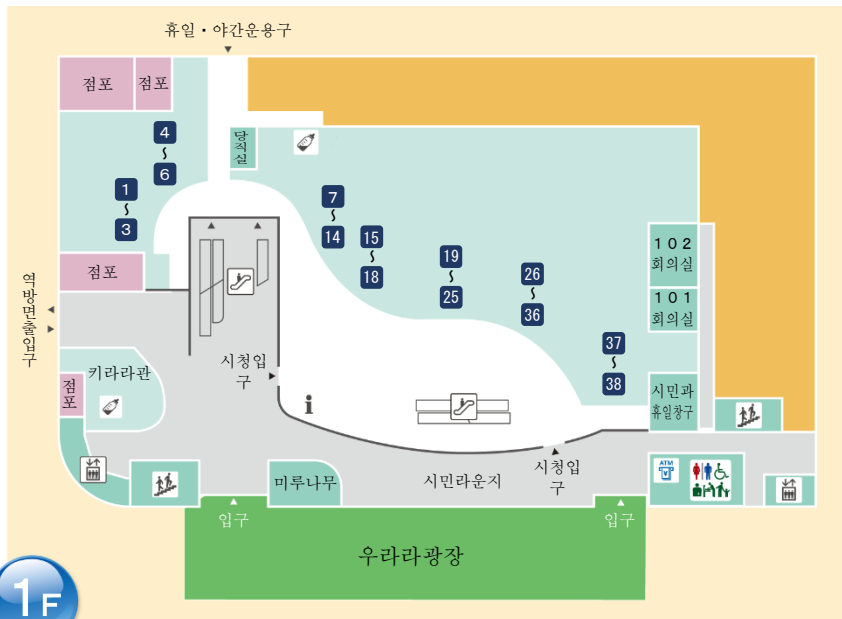 휴일・야간운용구
점포
점포
4
~
6
당직실
1
~
3
7
~
14
15
~
18
19
~
25
26
~
36
37
~
38
102
회의실
101
회의실
점포
역방면출입구
키라라관
점포
시청입
구
i
시민과
휴일창구
시청입
구
시민라운지
미루나무
ATM
입구
입구
우라라광장
1F